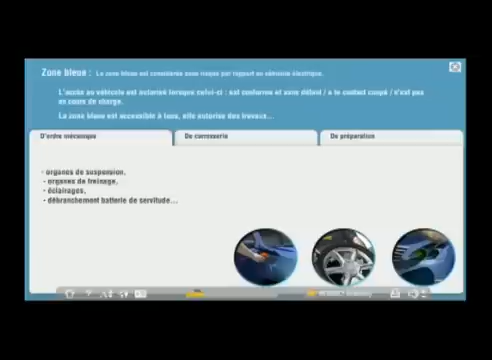 Zone bleue : La zone bleue est considérée sans risque par rapport au véhicule électrique.
L'accès au véhicule est autorisé lorsque celui-ci : est conforme et sans défaut / a le contact coupé / n'est pas
en cours de charge.
La zone bleue est accessible à tous, elle autorise des travaux...
D'ordre mécanique
De carrosserie
De préparation
- organes de suspension,
- organes de freinage,
- éclairages,
- débranchement batterie de servitude...